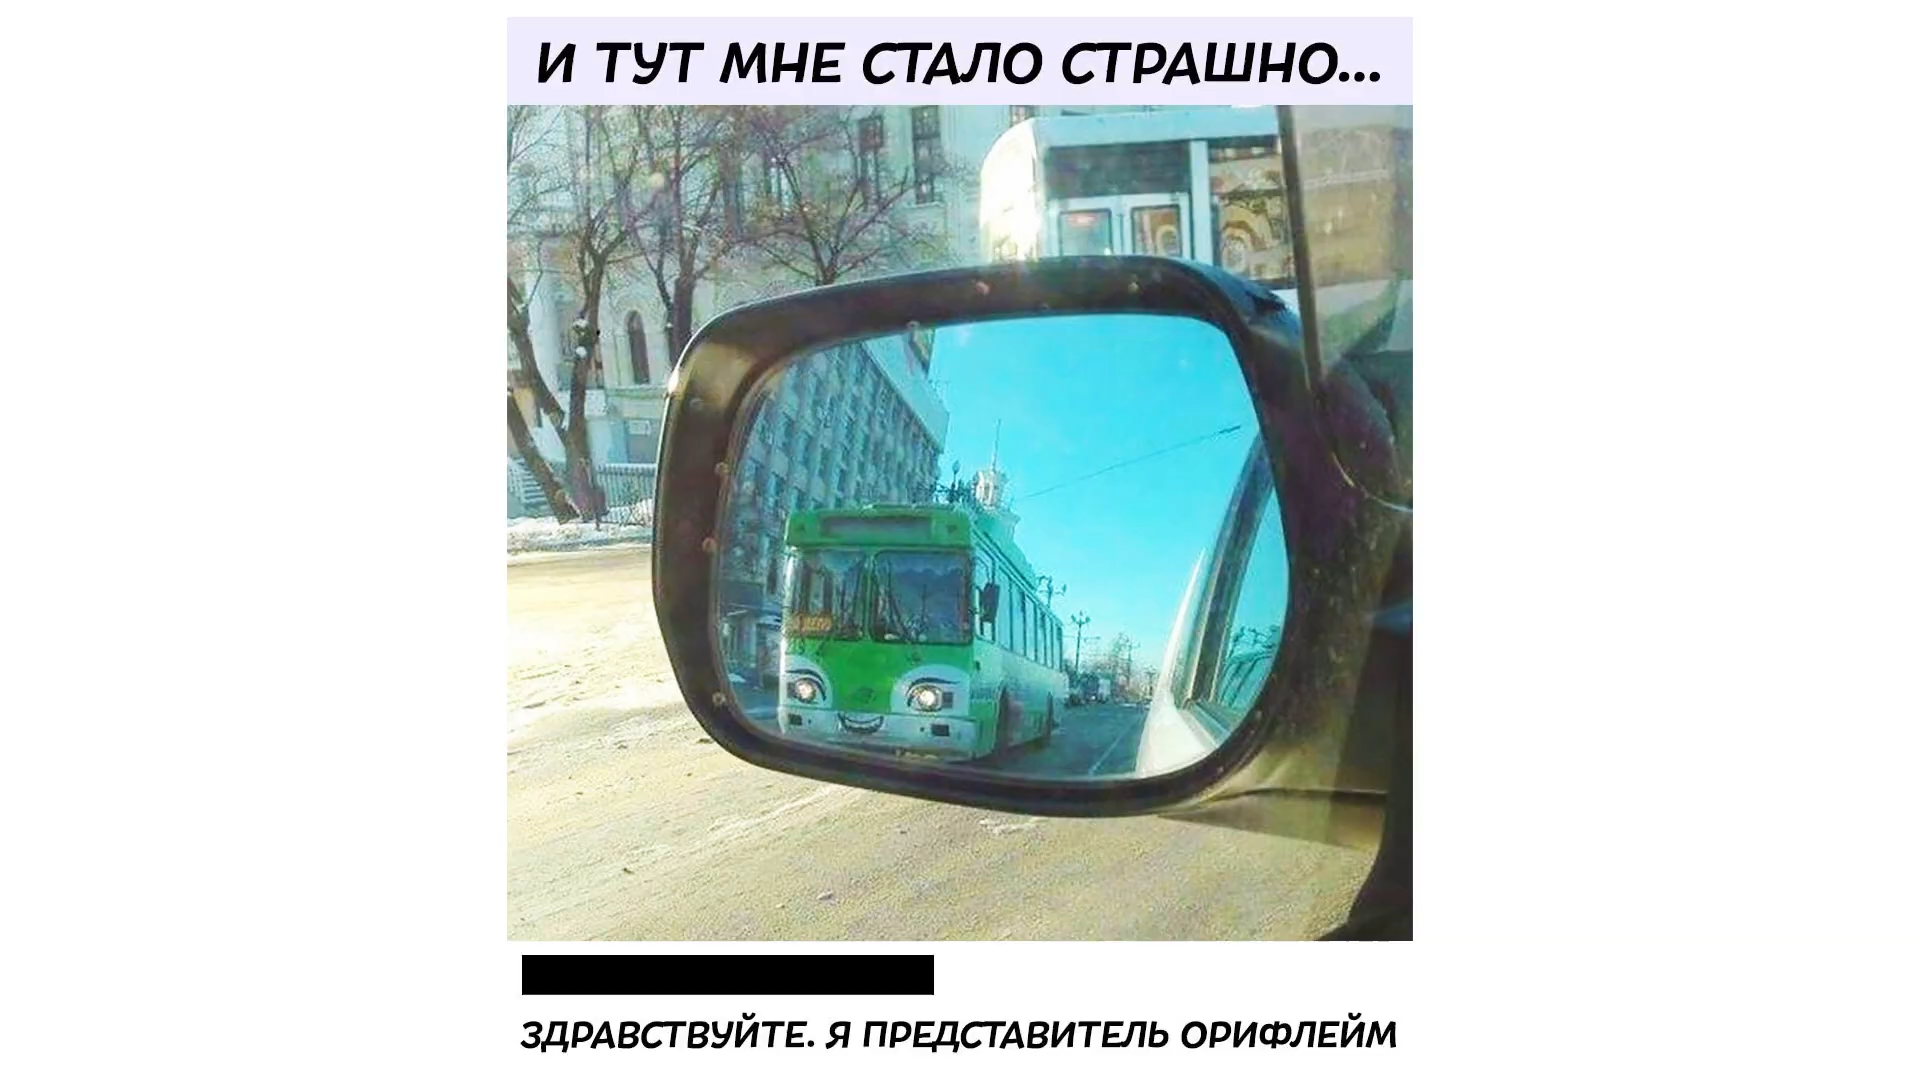 И ТУТ МНЕ СТАЛО СТРАШНО...
ЗДРАВСТВУЙТЕ. Я ПРЕДСТАВИТЕЛЬ ОРИФЛЕЙМ